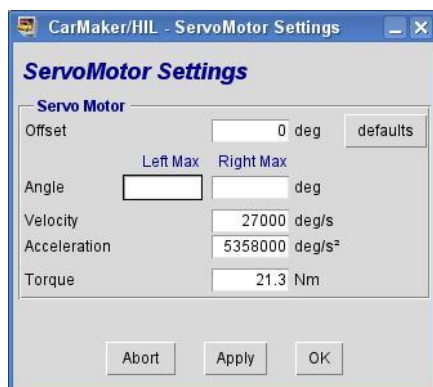 CarMaker/HIL - ServoMotor Settings
ServoMotor Settings
Servo Motor
Offset 0 deg defaults
Left Max Right Max
Angle deg
Velocity 27000 deg/s
Acceleration 5358000 deg/s²
Torque 21.3 Nm
Abort Apply OK